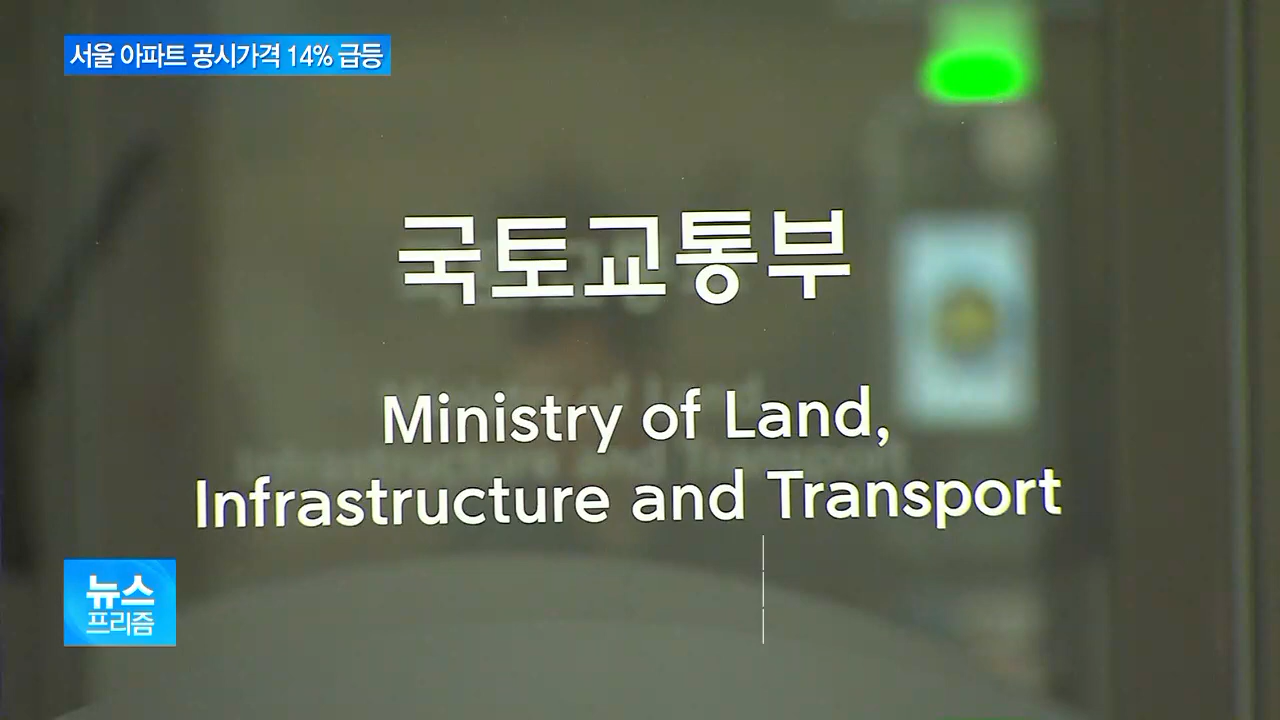 서울 아파트 공시가격 14% 급등
국토교통부
Ministry of Land,
Infrastructure and Transport
뉴스
프리즘